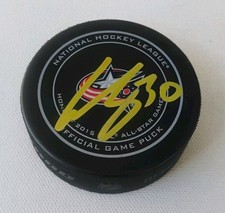 NATIONAL HOCKEY LEAGUE
2015 ALL-STAR GAME
OFFICIAL GAME PUCK
30